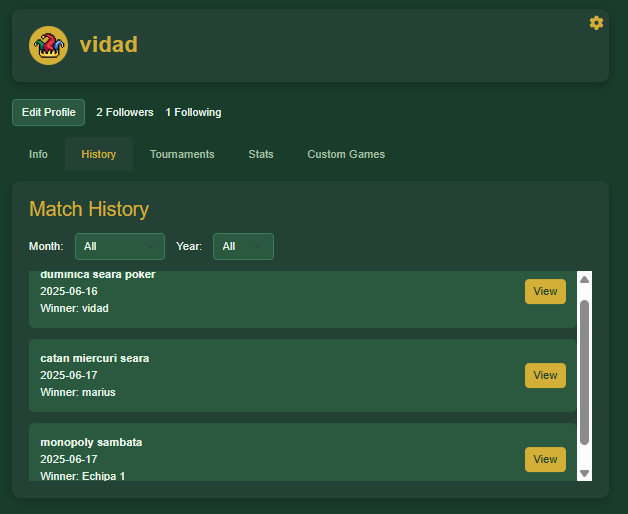 vidad
Edit Profile 2 Followers 1 Following
Info History Tournaments Stats Custom Games
Match History
Month: All Year: All
duminica seara poker
2025-06-16
Winner: vidad
View
catan miercuri seara
2025-06-17
Winner: marius
View
monopoly sambata
2025-06-17
Winner: Echipa 1
View